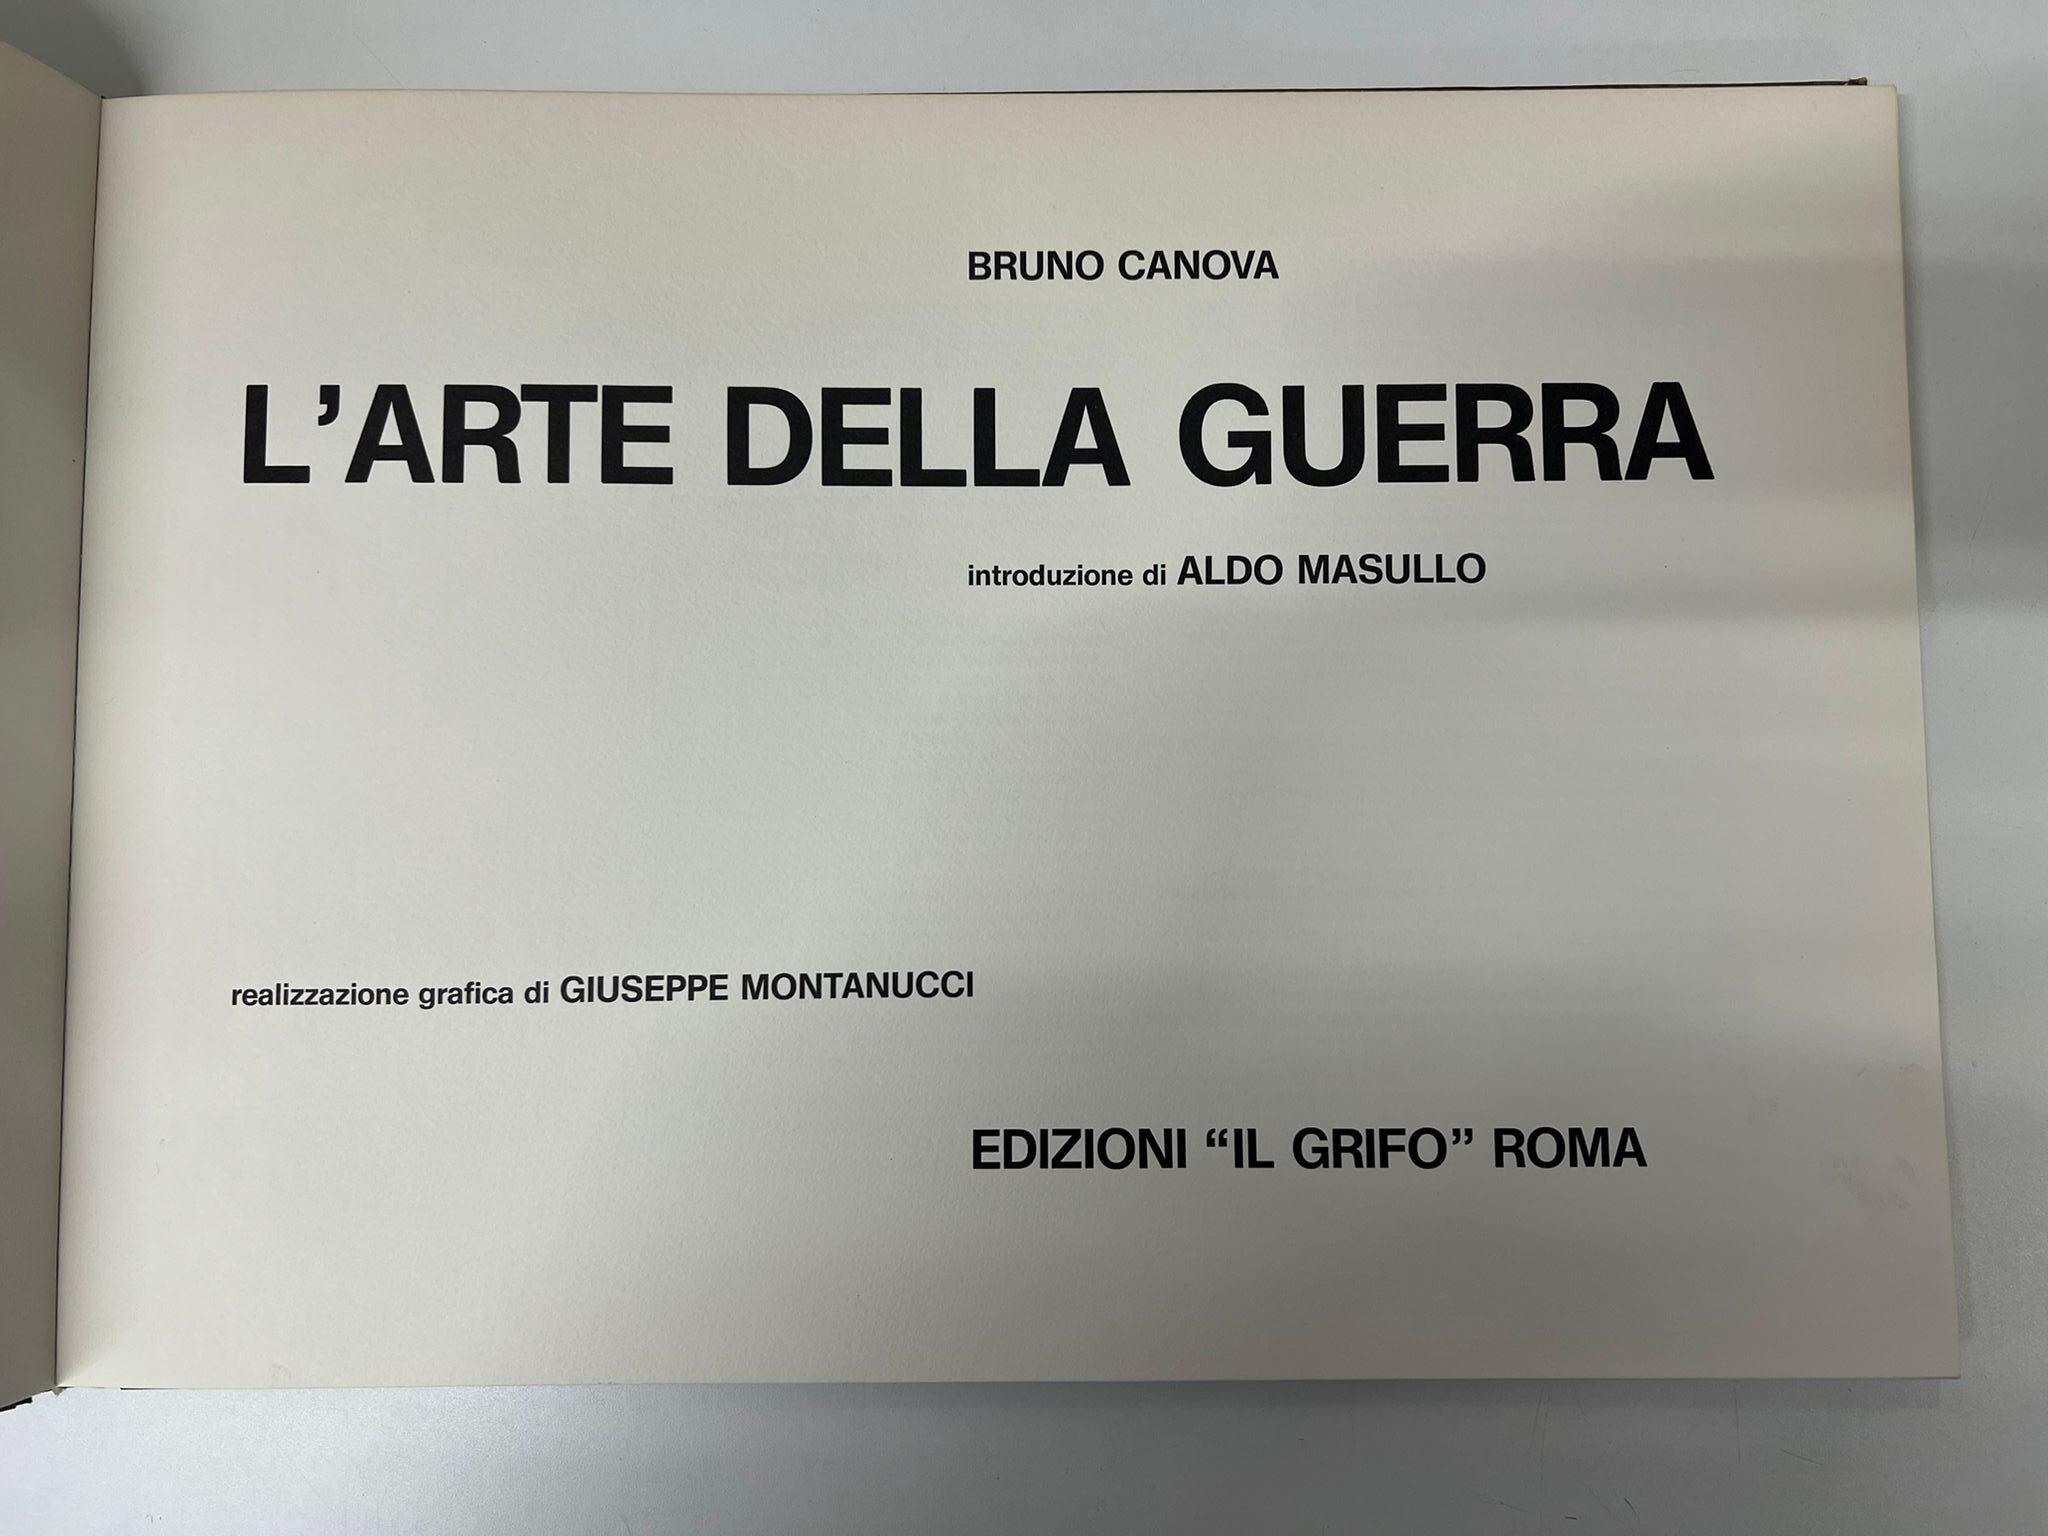 BRUNO CANOVA
L'ARTE DELLA GUERRA
introduzione di ALDO MASULLO
realizzazione grafica di GIUSEPPE MONTANUCCI
EDIZIONI “IL GRIFO” ROMA